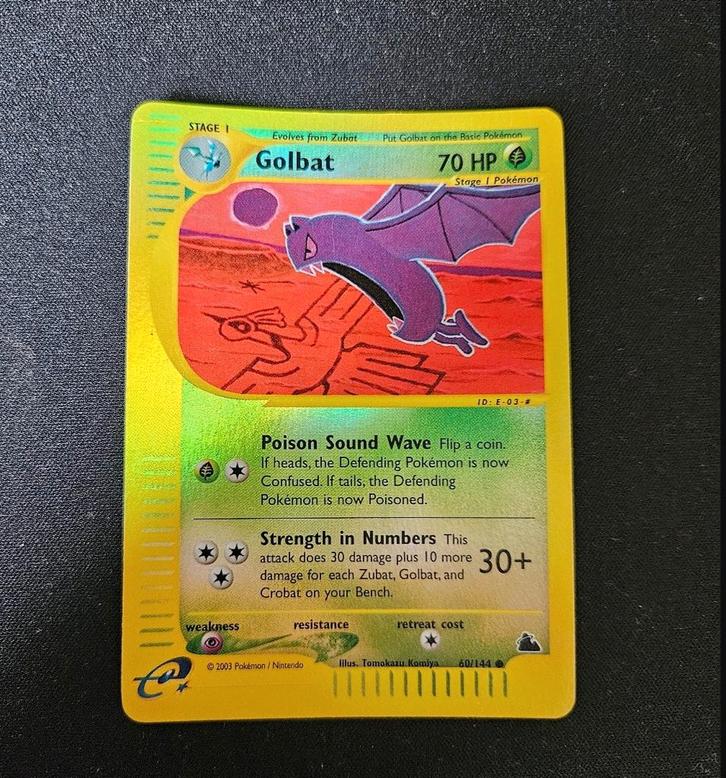 STAGE 1
Evolves from Zubat Put Golbat on the Basic Pokémon
Golbat 70 HP
Stage 1 Pokémon
ID: E-03-#
Poison Sound Wave Flip a coin.
If heads, the Defending Pokémon is now
Confused. If tails, the Defending
Pokémon is now Poisoned.
Strength in Numbers This
attack does 30 damage plus 10 more
damage for each Zubat, Golbat, and
Crobat on your Bench.
30+
weakness resistance retreat cost
© 2003 Pokémon / Nintendo Illus. Tomokazu Komiya 60/144 ●
e